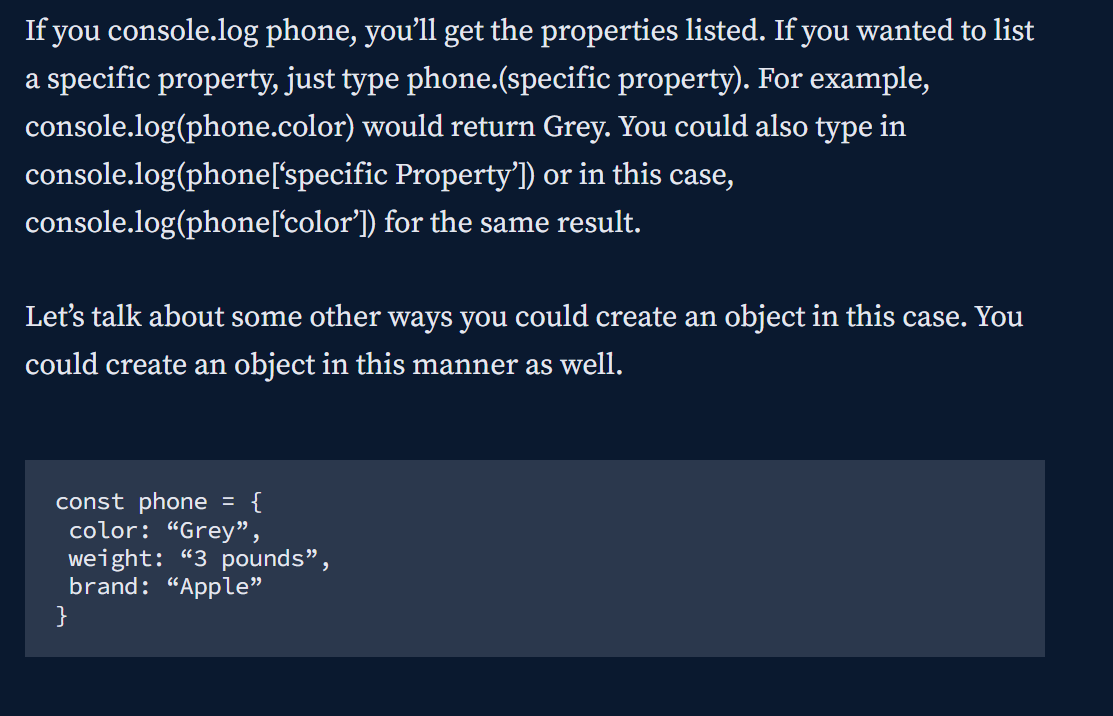 If you console.log phone, you’ll get the properties listed. If you wanted to list
a specific property, just type phone.(specific property). For example,
console.log(phone.color) would return Grey. You could also type in
console.log(phone[‘specific Property’]) or in this case,
console.log(phone[‘color’]) for the same result.
Let’s talk about some other ways you could create an object in this case. You
could create an object in this manner as well.
const phone = {
color: “Grey”,
weight: “3 pounds”,
brand: “Apple”
}